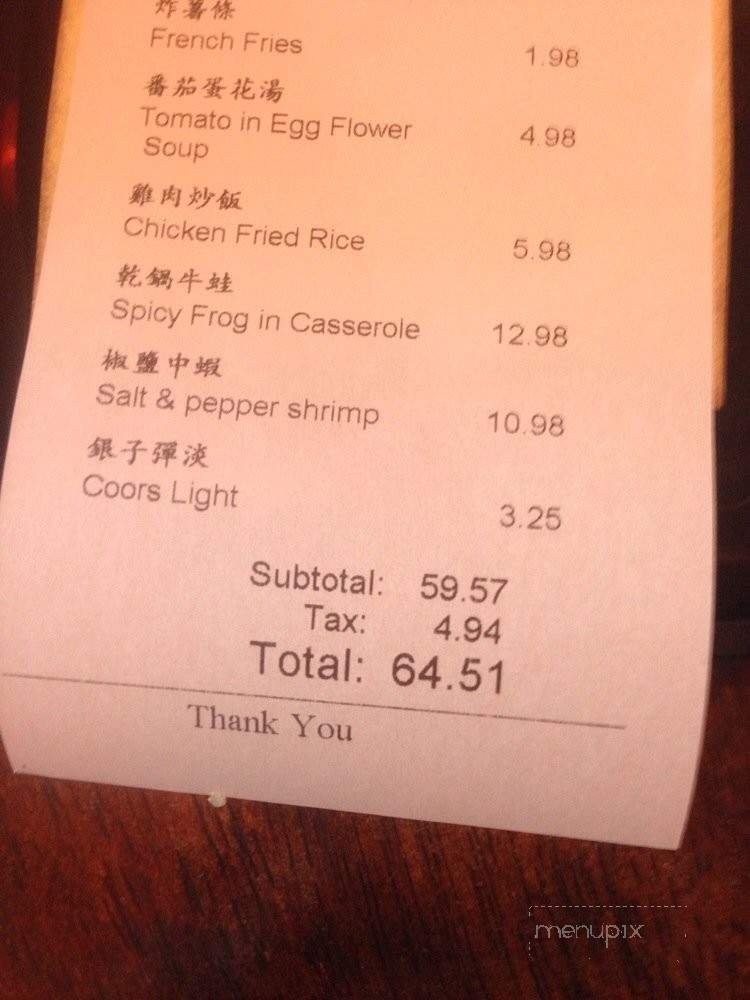 炸薯條
French Fries 1.98
番茄蛋花湯
Tomato in Egg Flower 4.98
Soup
雞肉炒飯
Chicken Fried Rice 5.98
乾鍋牛蛙
Spicy Frog in Casserole 12.98
椒鹽中蝦
Salt & pepper shrimp 10.98
銀子彈淡
Coors Light 3.25
Subtotal: 59.57
Tax: 4.94
Total: 64.51
Thank You
menupix